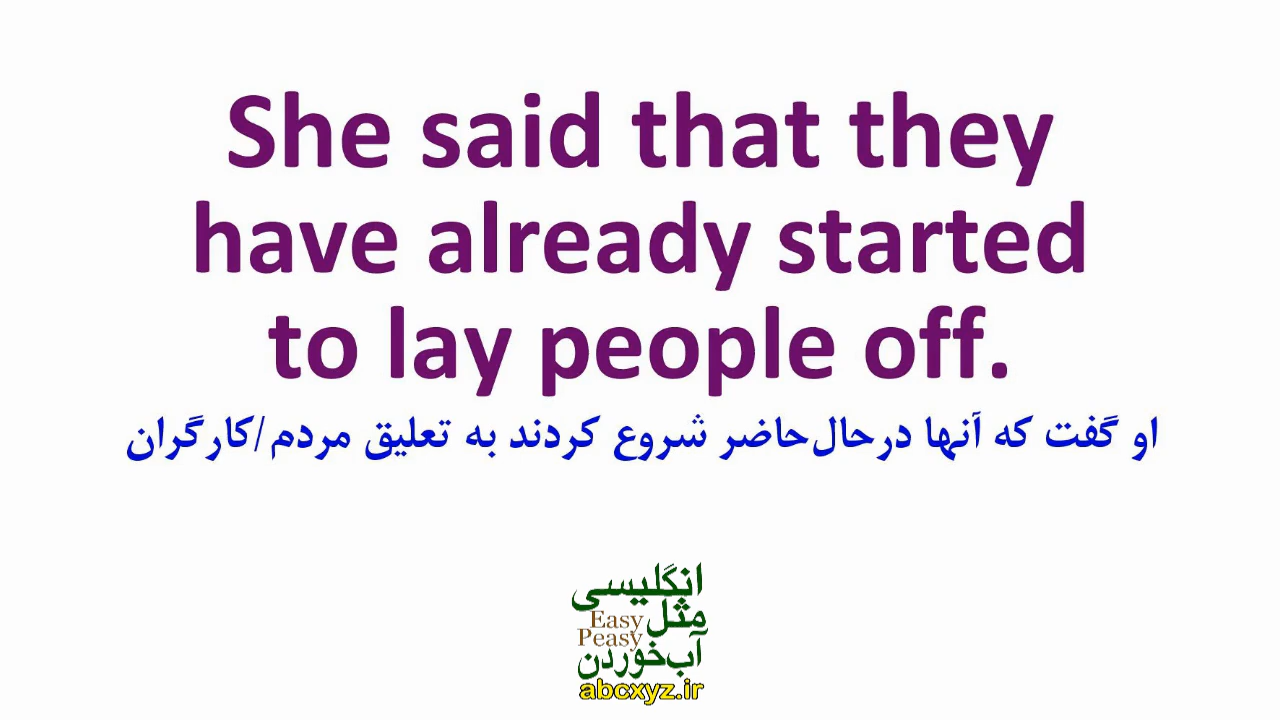 She said that they
have already started
to lay people off.
او گفت که آنها درحال‌حاضر شروع کردند به تعلیق مردم/کارگران
انگلیسی
مثل
Easy
Peasy
آب‌خوردن
abcxyz.ir